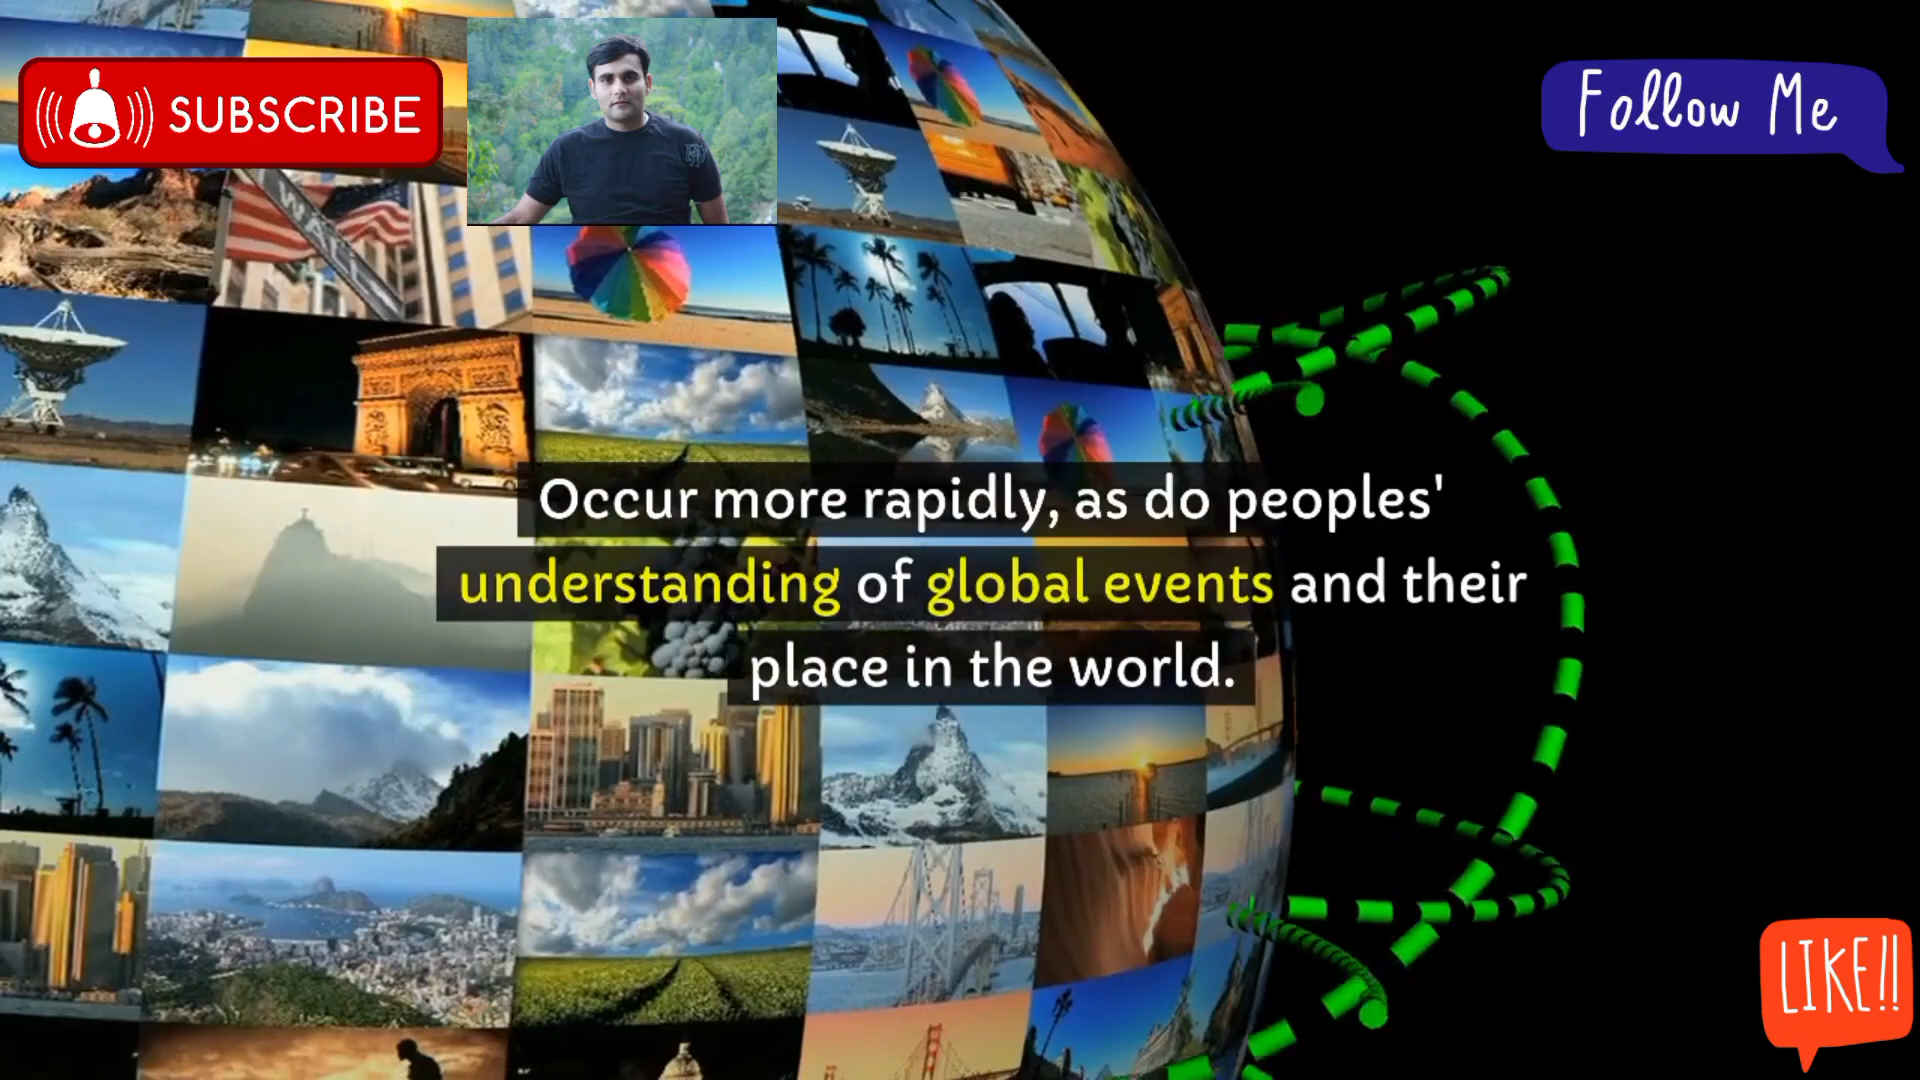 SUBSCRIBE
Follow Me
WALL
Occur more rapidly, as do peoples'
understanding of global events and their
place in the world.
LIKE!!